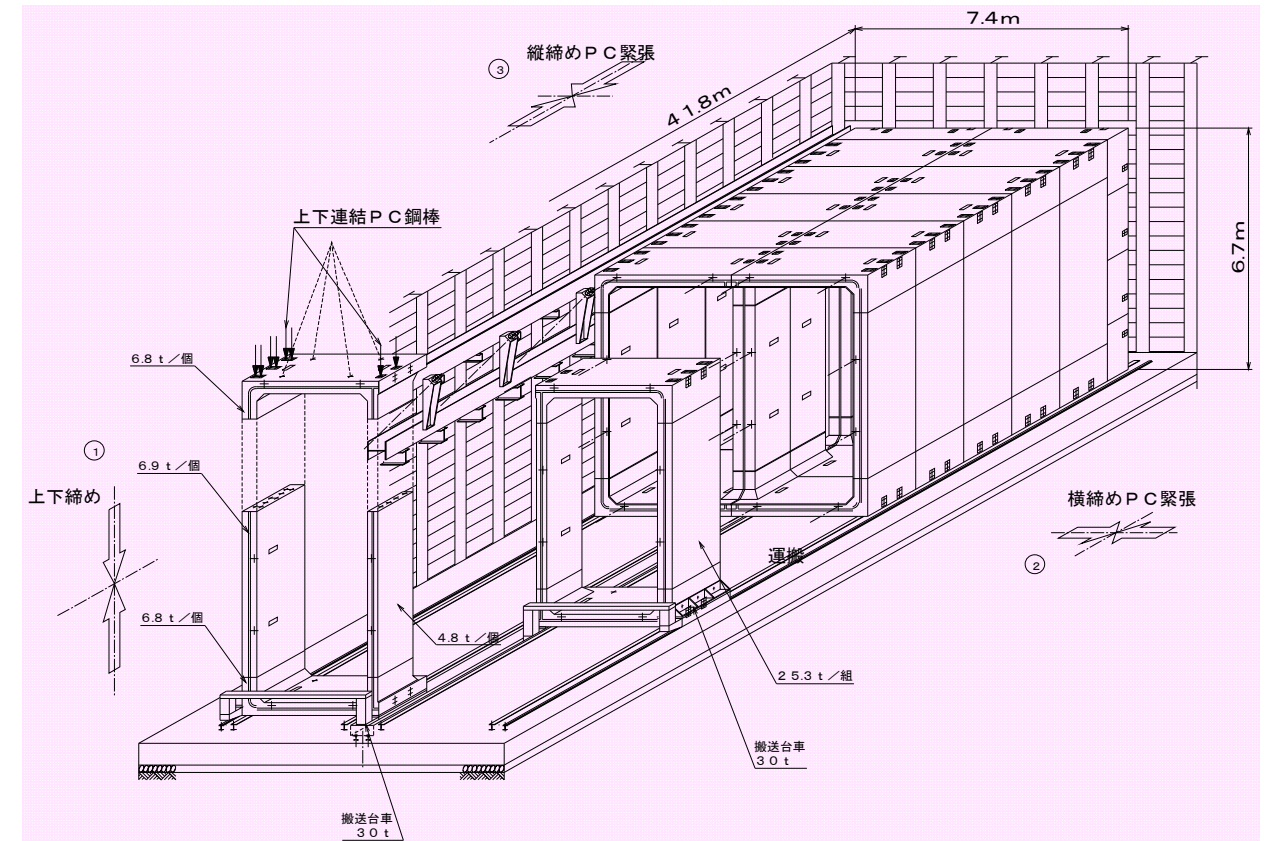 7.4m
③
縦締めＰＣ緊張
41.8m
上下連結ＰＣ鋼棒
6.7m
6.8ｔ／個
①
6.9ｔ／個
上下締め
横締めＰＣ緊張
②
運搬
6.8ｔ／個
4.8ｔ／個
２5.3ｔ／組
搬送台車
３０ｔ
搬送台車
３０ｔ